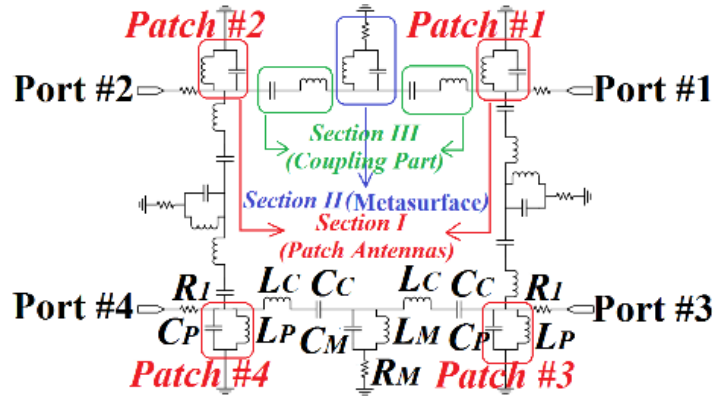 Patch #2
Patch #1
Port #2
Port #1
Section III
(Coupling Part)
Section II (Metasurface)
Section I
(Patch Antennas)
Port #4
R1
LC
CC
LC
CC
R1
Port #3
CP
LP
CM
LM
CP
LP
Patch #4
RM
Patch #3